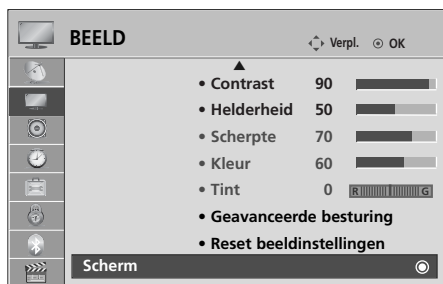 BEELD Verpl. OK
• Contrast 90
• Helderheid 50
• Scherpte 70
• Kleur 60
• Tint 0 R G
• Geavanceerde besturing
• Reset beeldinstellingen
Scherm